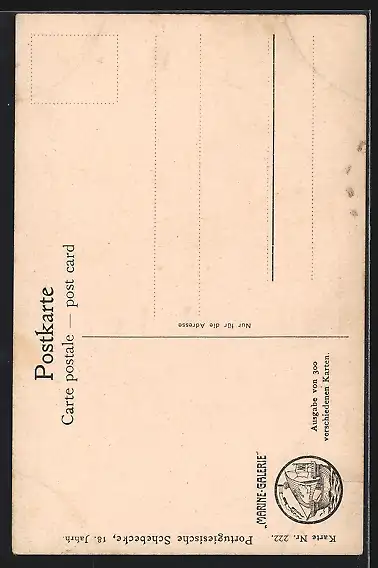 Postkarte
Carte postale — post card
Nur für die Adresse
Ausgabe von 300
verschiedenen Karten.
„MARINE-GALERIE“
Karte Nr. 222. Portugiesische Schebecke, 18. Jahrh.